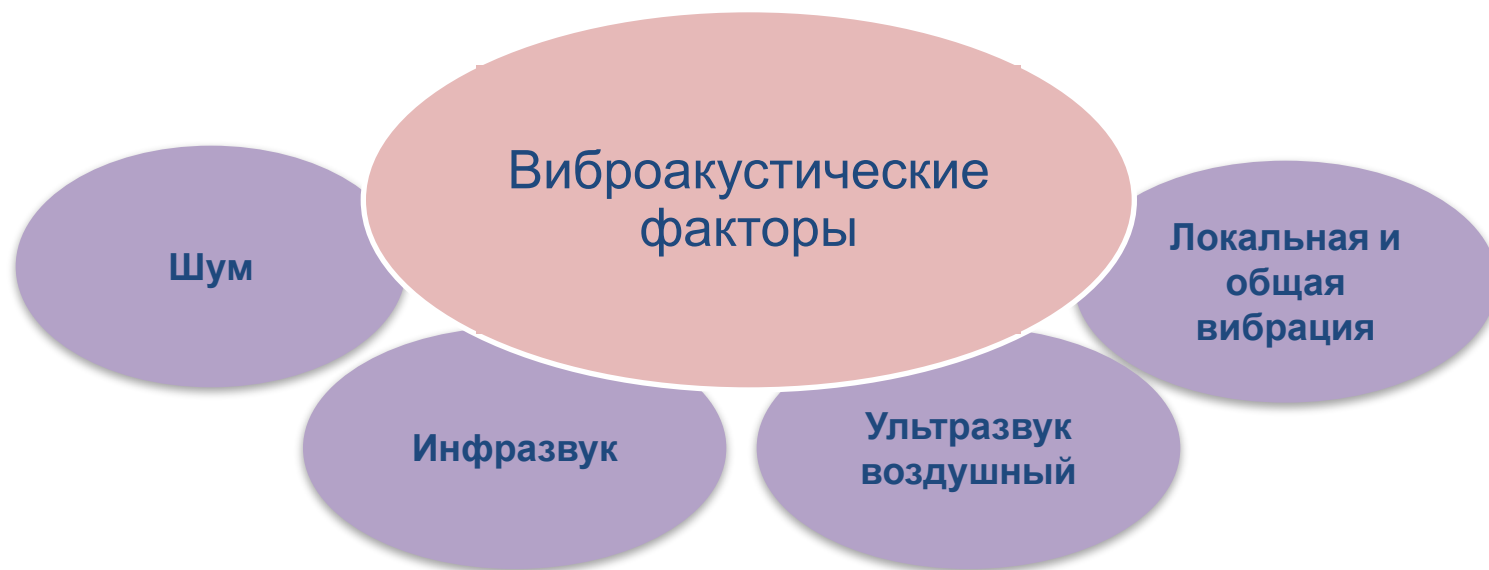 Виброакустические
факторы
Шум
Локальная и
общая
вибрация
Инфразвук
Ультразвук
воздушный